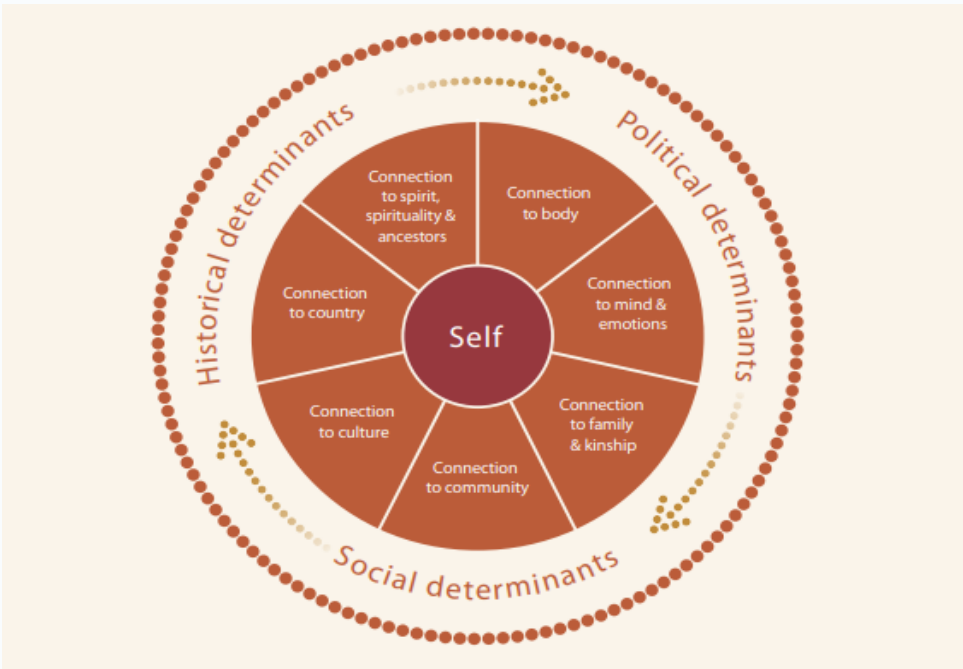 Historical determinants
Political determinants
Connection
to spirit,
spirituality &
ancestors
Connection
to body
Connection
to country
Connection
to mind &
emotions
Self
Connection
to culture
Connection
to family
& kinship
Connection
to community
Social determinants